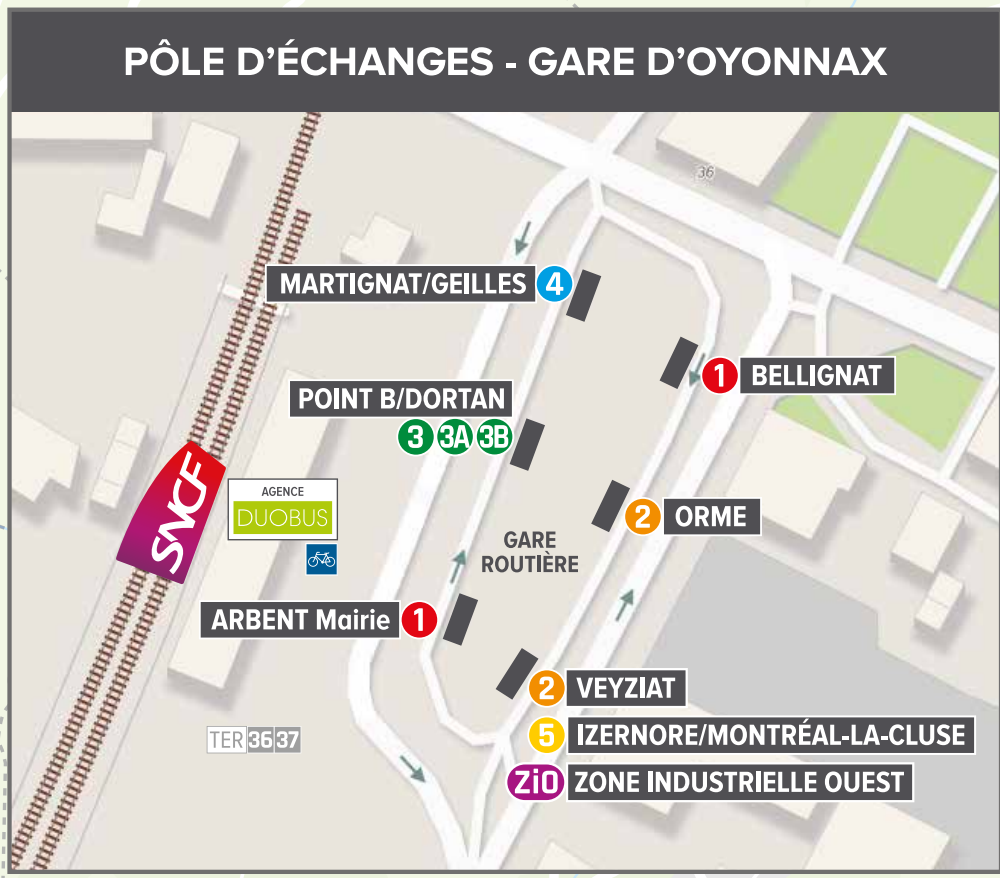 PÔLE D'ÉCHANGES - GARE D'OYONNAX
36
MARTIGNAT/GEILLES 4
1 BELLIGNAT
POINT B/DORTAN
3 3A 3B
SNCF
AGENCE
DUOBUS
2 ORME
GARE
ROUTIÈRE
ARBENT Mairie 1
2 VEYZIAT
5 IZERNORE/MONTRÉAL-LA-CLUSE
TER 36 37
ZiO ZONE INDUSTRIELLE OUEST